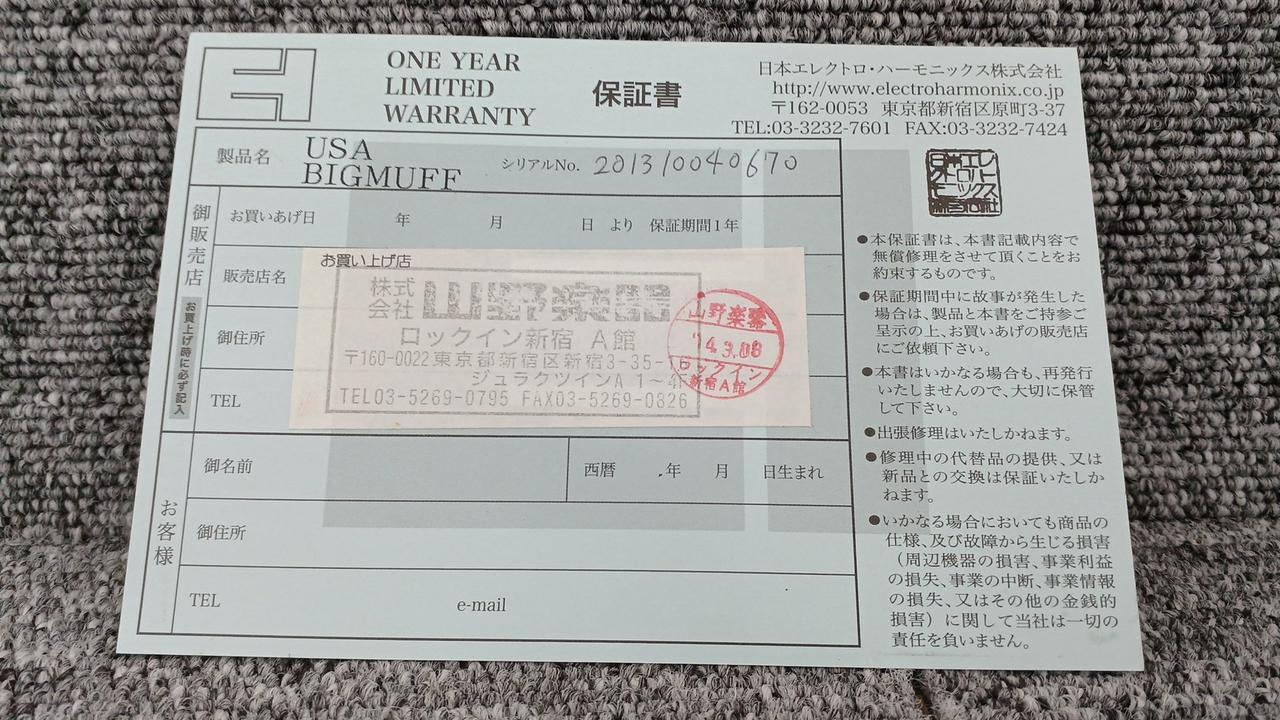 EH
ONE YEAR
LIMITED
WARRANTY
保証書
日本エレクトロ・ハーモニックス株式会社
http://www.electroharmonix.co.jp
〒162-0053 東京都新宿区原町3-37
TEL:03-3232-7601 FAX:03-3232-7424
製品名
USA
BIGMUFF
シリアルNo. 201310040670
御販売店
お買上げ時に必ず記入
お買いあげ日 年 月 日 より 保証期間1年
販売店名
御住所
TEL
お買い上げ店
株式会社 山野楽器
ロックイン新宿 A館
〒160-0022東京都新宿区新宿3-35-
ジュラクツインA 1～4F
TEL03-5269-0795 FAX03-5269-0826
山野楽器
'14.3.08
ロックイン
新宿A館
お客様
御名前
西暦 年 月 日生まれ
御住所
TEL
e-mail
日本エレクトロ・ハーモニックス株式会社
●本保証書は、本書記載内容で
無償修理をさせて頂くことをお
約束するものです。
●保証期間中に故事が発生した
場合は、製品と本書をご持参ご
呈示の上、お買いあげの販売店
にご依頼下さい。
●本書はいかなる場合も、再発行
いたしませんので、大切に保管
して下さい。
●出張修理はいたしかねます。
●修理中の代替品の提供、又は
新品との交換は保証いたしか
ねます。
●いかなる場合においても商品の
仕様、及び故障から生じる損害
（周辺機器の損害、事業利益
の損失、事業の中断、事業情報
の損失、又はその他の金銭的
損害）に関して当社は一切の
責任を負いません。